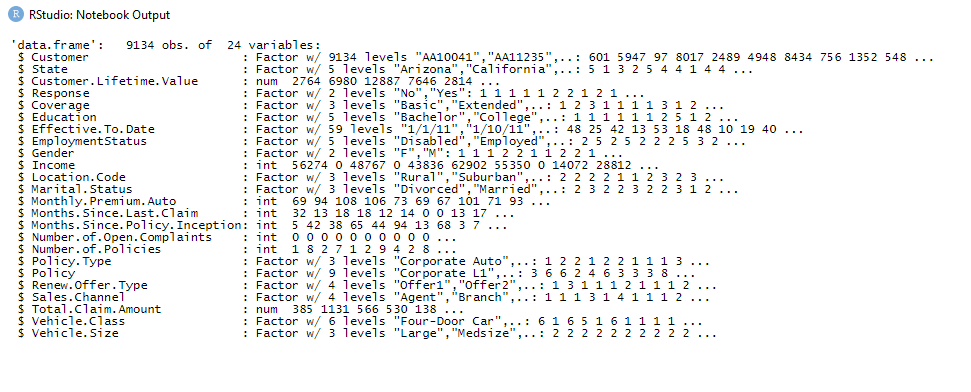 R RStudio: Notebook Output
'data.frame':   9134 obs. of  24 variables:
 $ Customer                     : Factor w/ 9134 levels "AA10041","AA11235",..: 601 5947 97 8017 2489 4948 8434 756 1352 548 ...
 $ State                        : Factor w/ 5 levels "Arizona","California",..: 5 1 3 2 5 4 4 1 4 4 ...
 $ Customer.Lifetime.Value      : num  2764 6980 12887 7646 2814 ...
 $ Response                     : Factor w/ 2 levels "No","Yes": 1 1 1 1 1 2 2 1 2 1 ...
 $ Coverage                     : Factor w/ 3 levels "Basic","Extended",..: 1 2 3 1 1 1 1 3 1 2 ...
 $ Education                    : Factor w/ 5 levels "Bachelor","College",..: 1 1 1 1 1 1 2 5 1 2 ...
 $ Effective.To.Date            : Factor w/ 59 levels "1/1/11","1/10/11",..: 48 25 42 13 53 18 48 10 19 40 ...
 $ EmploymentStatus             : Factor w/ 5 levels "Disabled","Employed",..: 2 5 2 5 2 2 2 5 3 2 ...
 $ Gender                       : Factor w/ 2 levels "F","M": 1 1 1 2 2 1 1 2 2 1 ...
 $ Income                       : int  56274 0 48767 0 43836 62902 55350 0 14072 28812 ...
 $ Location.Code                : Factor w/ 3 levels "Rural","Suburban",..: 2 2 2 2 1 1 2 3 2 3 ...
 $ Marital.Status               : Factor w/ 3 levels "Divorced","Married",..: 2 3 2 2 3 2 2 3 1 2 ...
 $ Monthly.Premium.Auto         : int  69 94 108 106 73 69 67 101 71 93 ...
 $ Months.Since.Last.Claim      : int  32 13 18 18 12 14 0 0 13 17 ...
 $ Months.Since.Policy.Inception: int  5 42 38 65 44 94 13 68 3 7 ...
 $ Number.of.Open.Complaints    : int  0 0 0 0 0 0 0 0 0 0 ...
 $ Number.of.Policies           : int  1 8 2 7 1 2 9 4 2 8 ...
 $ Policy.Type                  : Factor w/ 3 levels "Corporate Auto",..: 1 2 2 1 2 2 1 1 1 3 ...
 $ Policy                       : Factor w/ 9 levels "Corporate L1",..: 3 6 6 2 4 6 3 3 3 8 ...
 $ Renew.Offer.Type             : Factor w/ 4 levels "Offer1","Offer2",..: 1 3 1 1 1 2 1 1 1 2 ...
 $ Sales.Channel                : Factor w/ 4 levels "Agent","Branch",..: 1 1 1 3 1 4 1 1 1 2 ...
 $ Total.Claim.Amount           : num  385 1131 566 530 138 ...
 $ Vehicle.Class                : Factor w/ 6 levels "Four-Door Car",..: 6 1 6 5 1 6 1 1 1 1 ...
 $ Vehicle.Size                 : Factor w/ 3 levels "Large","Medsize",..: 2 2 2 2 2 2 2 2 2 2 ...